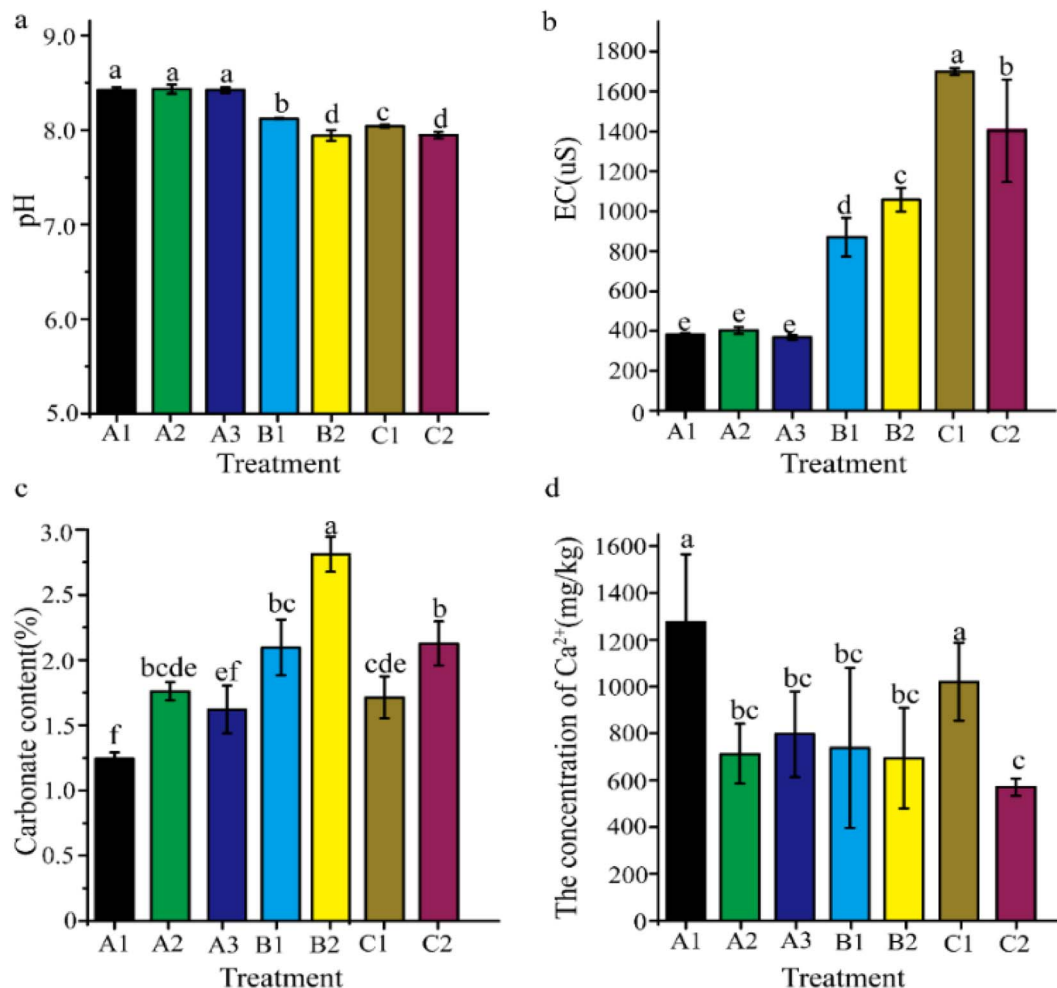 a
pH
9.0
8.0
7.0
6.0
5.0
a a a b d c d
A1 A2 A3 B1 B2 C1 C2
Treatment
b
EC(uS)
1800
1600
1400
1200
1000
800
600
400
200
0
e e e d c a b
A1 A2 A3 B1 B2 C1 C2
Treatment
c
Carbonate content(%)
3.0
2.5
2.0
1.5
1.0
0.5
0
f bcde ef bc a cde b
A1 A2 A3 B1 B2 C1 C2
Treatment
d
The concentration of Ca²⁺(mg/kg)
1600
1400
1200
1000
800
600
400
200
0
a bc bc bc bc a c
A1 A2 A3 B1 B2 C1 C2
Treatment